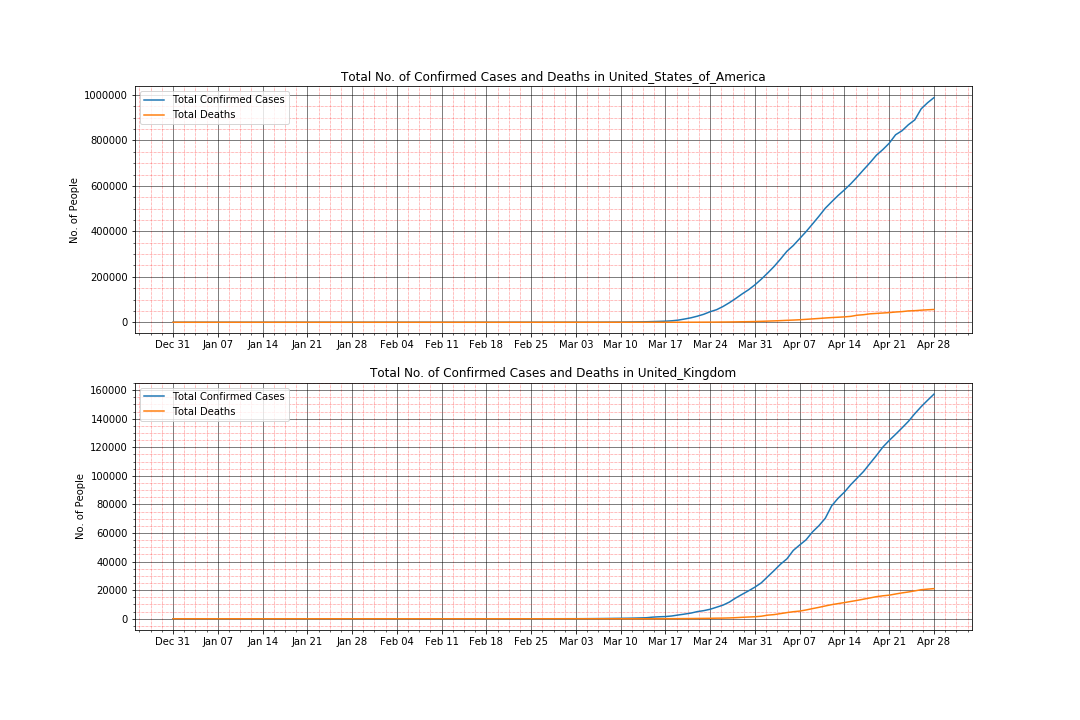 Total No. of Confirmed Cases and Deaths in United_States_of_America
Total Confirmed Cases
Total Deaths
No. of People
1000000
800000
600000
400000
200000
0
Dec 31 Jan 07 Jan 14 Jan 21 Jan 28 Feb 04 Feb 11 Feb 18 Feb 25 Mar 03 Mar 10 Mar 17 Mar 24 Mar 31 Apr 07 Apr 14 Apr 21 Apr 28
Total No. of Confirmed Cases and Deaths in United_Kingdom
Total Confirmed Cases
Total Deaths
No. of People
160000
140000
120000
100000
80000
60000
40000
20000
0
Dec 31 Jan 07 Jan 14 Jan 21 Jan 28 Feb 04 Feb 11 Feb 18 Feb 25 Mar 03 Mar 10 Mar 17 Mar 24 Mar 31 Apr 07 Apr 14 Apr 21 Apr 28